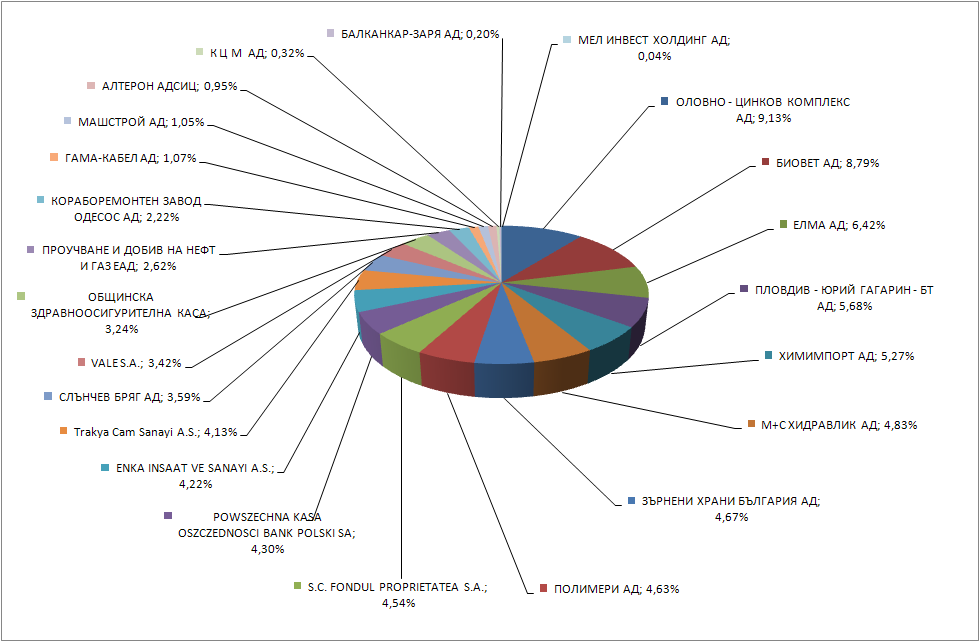 БАЛКАНКАР-ЗАРЯ АД; 0,20%
МЕЛ ИНВЕСТ ХОЛДИНГ АД;
0,04%
К Ц М АД; 0,32%
АЛТЕРОН АДСИЦ; 0,95%
ОЛОВНО - ЦИНКОВ КОМПЛЕКС
АД; 9,13%
МАШСТРОЙ АД; 1,05%
ГАМА-КАБЕЛ АД; 1,07%
БИОВЕТ АД; 8,79%
КОРАБОРЕМОНТЕН ЗАВОД
ОДЕСОС АД; 2,22%
ЕЛМА АД; 6,42%
ПРОУЧВАНЕ И ДОБИВ НА НЕФТ
И ГАЗ ЕАД; 2,62%
ПЛОВДИВ - ЮРИЙ ГАГАРИН - БТ
АД; 5,68%
ОБЩИНСКА
ЗДРАВНООСИГУРИТЕЛНА КАСА;
3,24%
VALE S.A.; 3,42%
ХИМИМПОРТ АД; 5,27%
СЛЪНЧЕВ БРЯГ АД; 3,59%
Trakya Cam Sanayi A.S.; 4,13%
М+С ХИДРАВЛИК АД; 4,83%
ENKA INSAAT VE SANAYI A.S.;
4,22%
ЗЪРНЕНИ ХРАНИ БЪЛГАРИЯ АД;
4,67%
POWSZECHNA KASA
OSZCZEDNOSCI BANK POLSKI SA;
4,30%
S.C. FONDUL PROPRIETATEA S.A.;
4,54%
ПОЛИМЕРИ АД; 4,63%